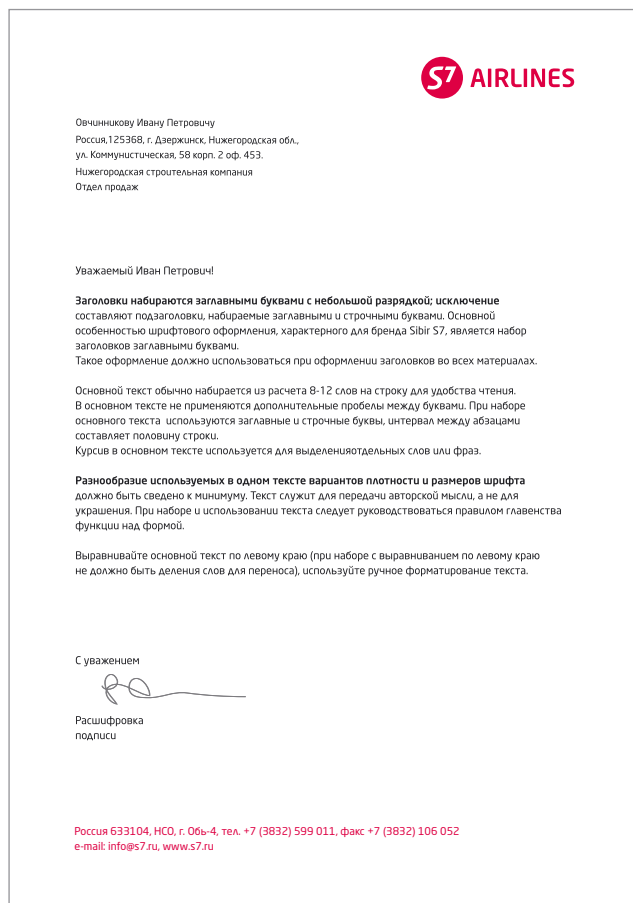 S7 AIRLINES
Овчинникову Ивану Петровичу
Россия,125368, г. Дзержинск, Нижегородская обл.,
ул. Коммунистическая, 58 корп. 2 оф. 453.
Нижегородская строительная компания
Отдел продаж
Уважаемый Иван Петрович!
Заголовки набираются заглавными буквами с небольшой разрядкой; исключение
составляют подзаголовки, набираемые заглавными и строчными буквами. Основной
особенностью шрифтового оформления, характерного для бренда Sibir S7, является набор
заголовков заглавными буквами.
Такое оформление должно использоваться при оформлении заголовков во всех материалах.
Основной текст обычно набирается из расчета 8-12 слов на строку для удобства чтения.
В основном тексте не применяются дополнительные пробелы между буквами. При наборе
основного текста  используются заглавные и строчные буквы, интервал между абзацами
составляет половину строки.
Курсив в основном тексте используется для выделенияотдельных слов или фраз.
Разнообразие используемых в одном тексте вариантов плотности и размеров шрифта
должно быть сведено к минимуму. Текст служит для передачи авторской мысли, а не для
украшения. При наборе и использовании текста следует руководствоваться правилом главенства
функции над формой.
Выравнивайте основной текст по левому краю (при наборе с выравниванием по левому краю
не должно быть деления слов для переноса), используйте ручное форматирование текста.
С уважением
Расшифровка
подписи
Россия 633104, НСО, г. Обь-4, тел. +7 (3832) 599 011, факс +7 (3832) 106 052
e-mail: info@s7.ru, www.s7.ru